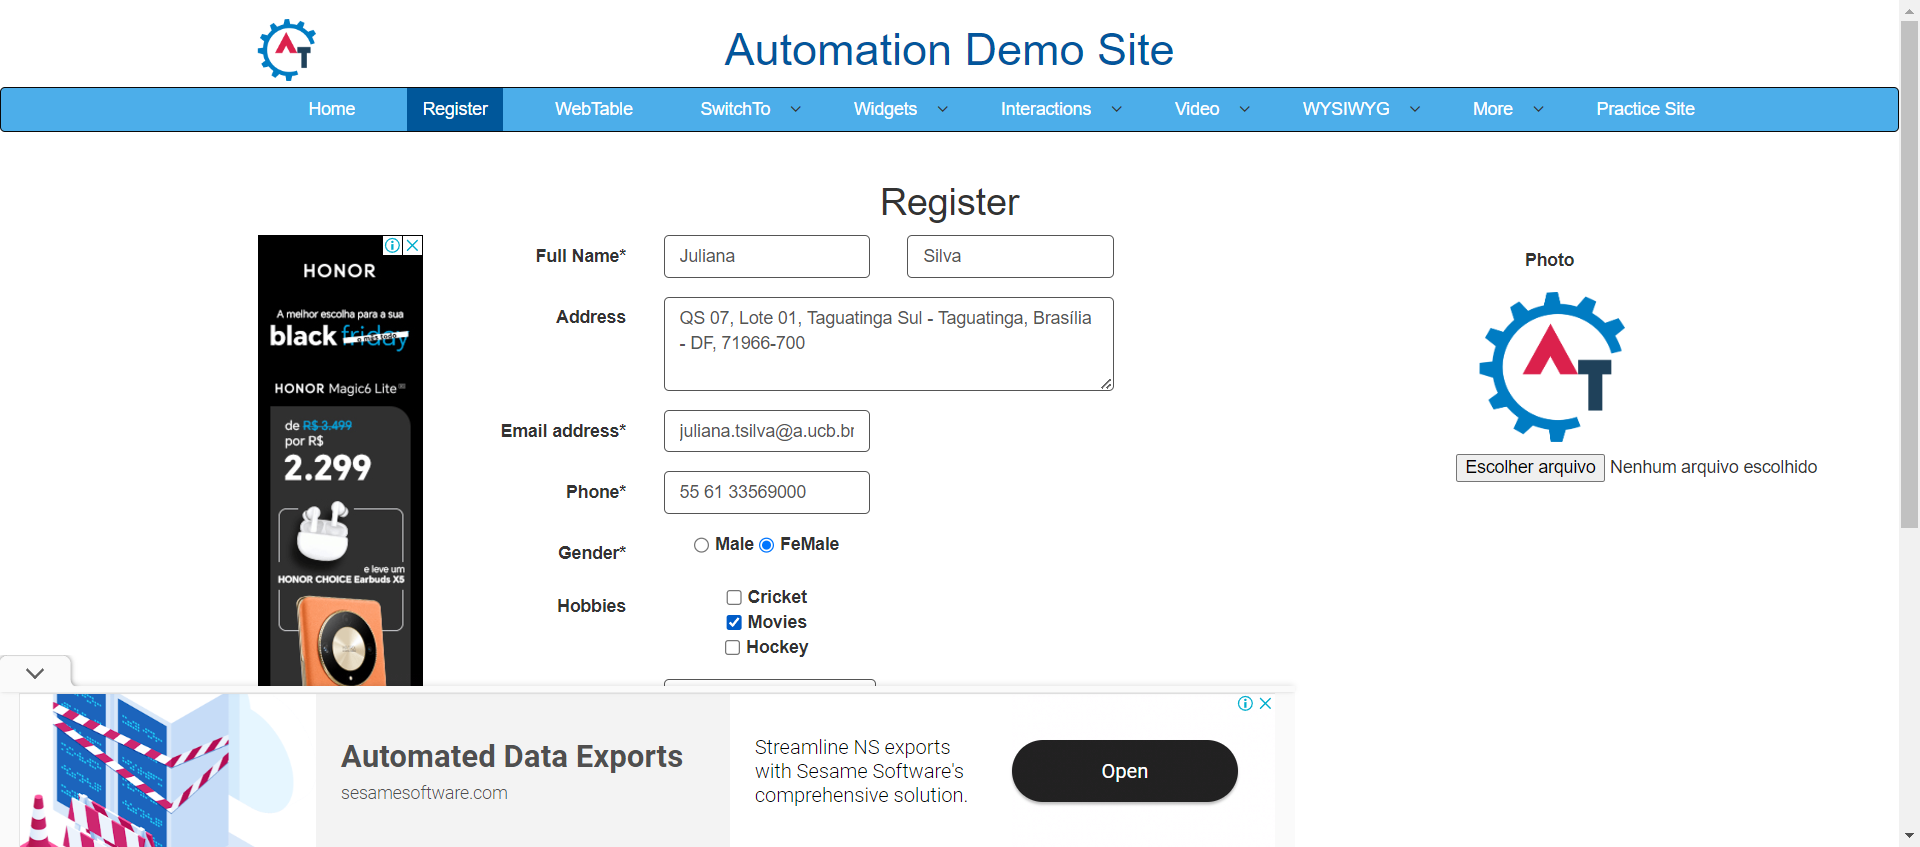 AT
Automation Demo Site
Home Register WebTable SwitchTo Widgets Interactions Video WYSIWYG More Practice Site
Register
HONOR
A melhor escolha para a sua
black friday
HONOR Magic6 Lite
de R$ 3.499
por R$
2.299
e leve um
HONOR CHOICE Earbuds X5
Full Name* Juliana Silva
Address QS 07, Lote 01, Taguatinga Sul - Taguatinga, Brasília
- DF, 71966-700
Email address* juliana.tsilva@a.ucb.br
Phone* 55 61 33569000
Gender* Male FeMale
Hobbies Cricket
Movies
Hockey
Photo
AT
Escolher arquivo Nenhum arquivo escolhido
Automated Data Exports
sesamesoftware.com
Streamline NS exports
with Sesame Software's
comprehensive solution.
Open